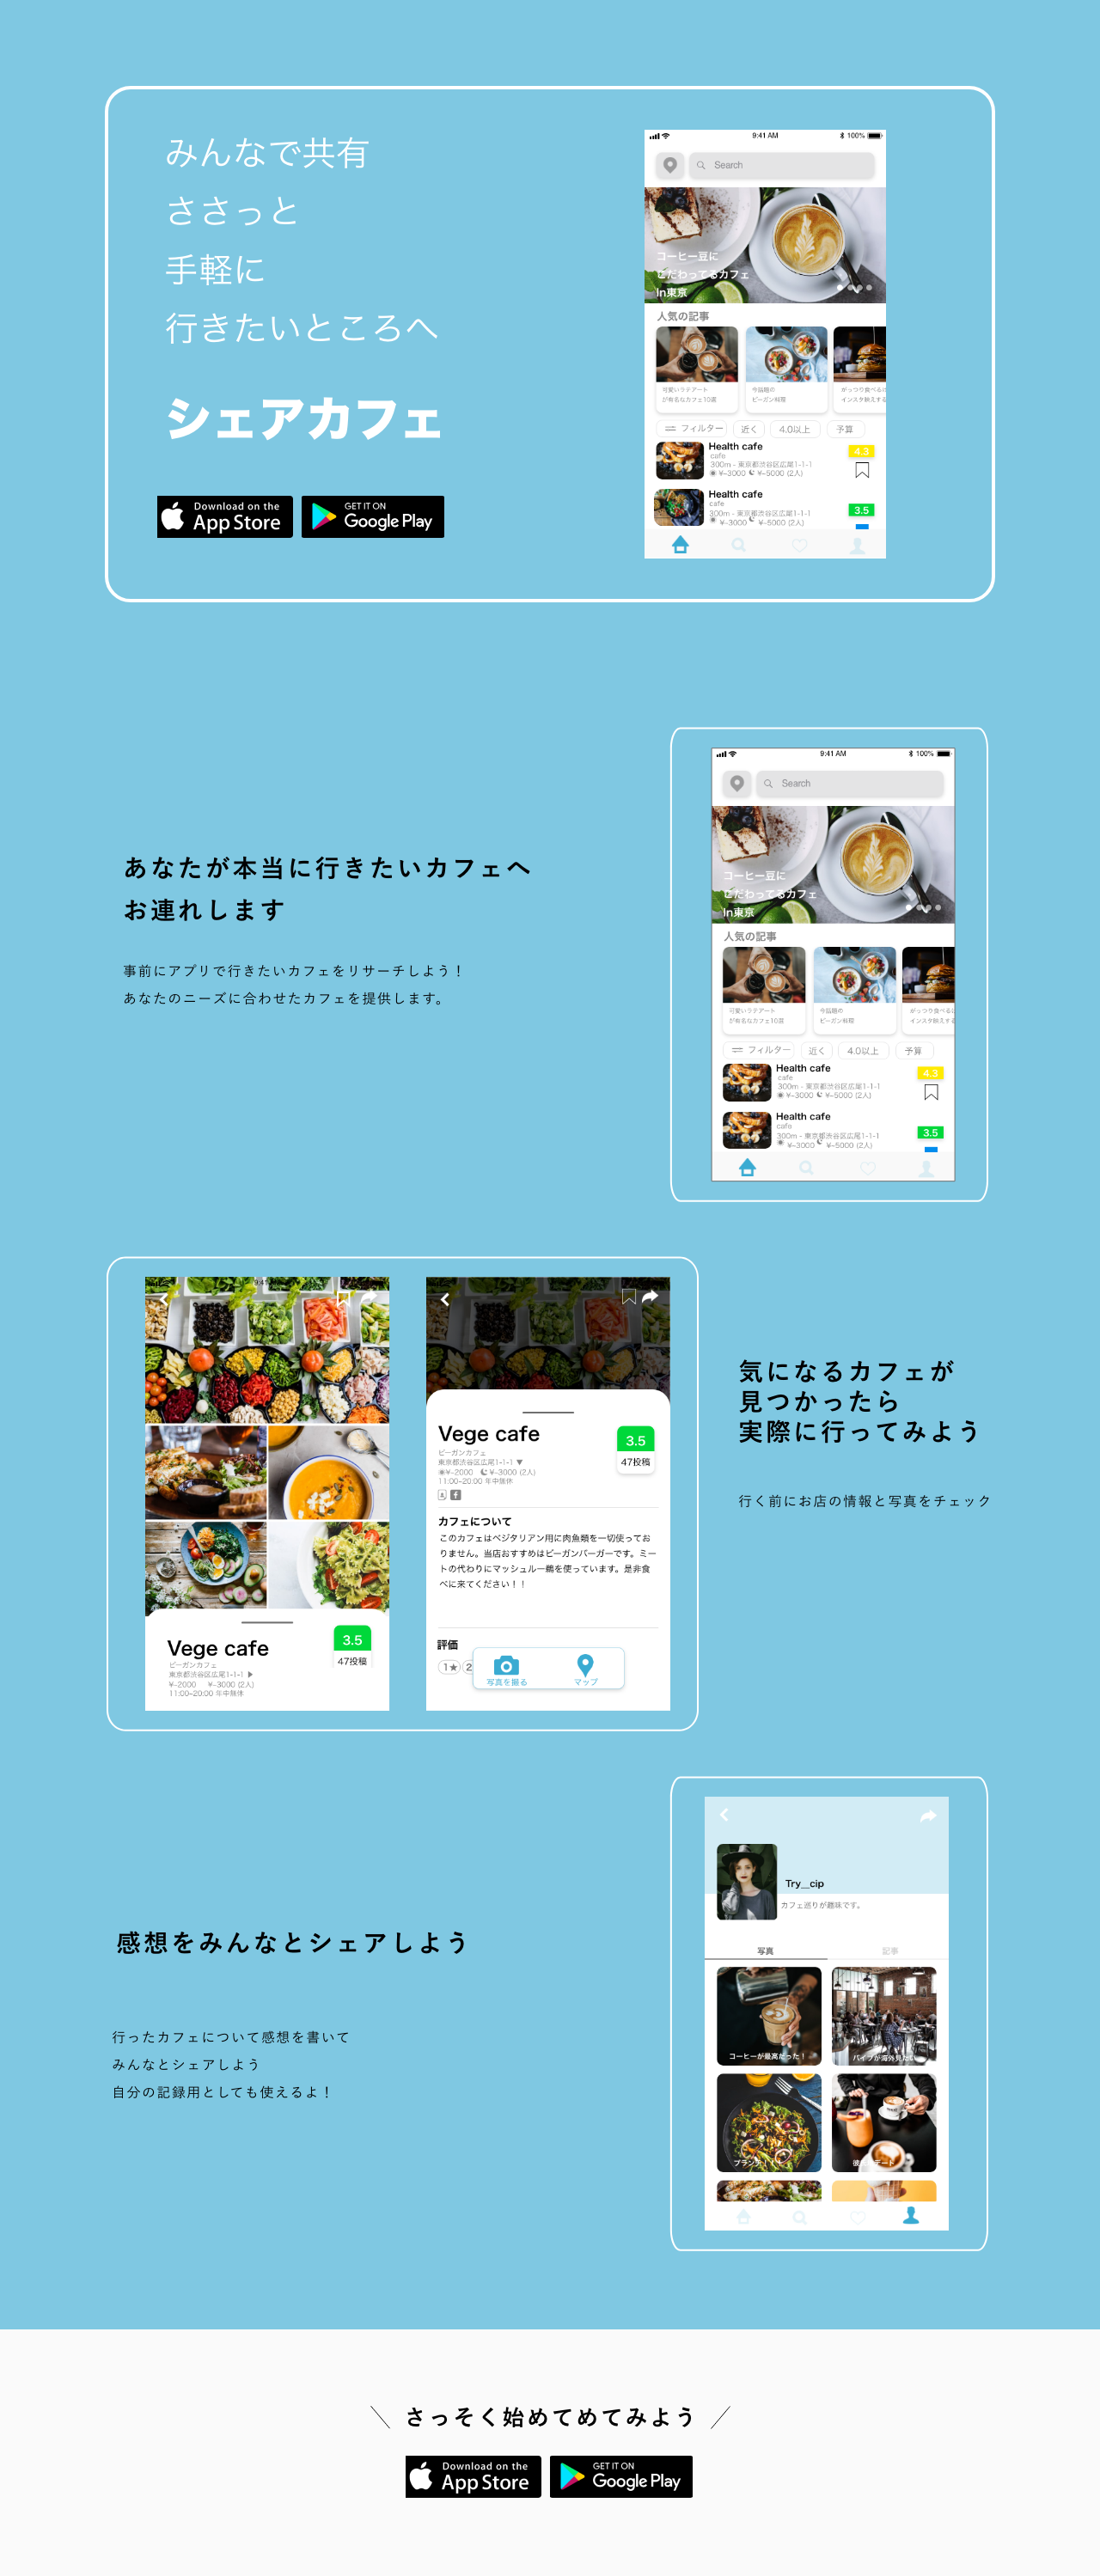 みんなで共有
ささっと
手軽に
行きたいところへ
シェアカフェ
Download on the
App Store
GET IT ON
Google Play
9:41 AM
100%
Search
コーヒー豆に
こだわってるカフェ
in東京
人気の記事
可愛いラテアート
が有名なカフェ10選
今話題の
ビーガン料理
がっつり食べるに
インスタ映えする
フィルター
近く
4.0以上
予算
Health cafe
4.3
cafe
300m - 東京都渋谷区広尾1-1-1
¥~3000 ¥~5000 (2人)
Health cafe
cafe
300m - 東京都渋谷区広尾1-1-1
3.5
¥~3000 ¥~5000 (2人)
あなたが本当に行きたいカフェへ
お連れします
事前にアプリで行きたいカフェをリサーチしよう！
あなたのニーズに合わせたカフェを提供します。
9:41 AM
100%
Search
コーヒー豆に
こだわってるカフェ
in東京
人気の記事
可愛いラテアート
が有名なカフェ10選
今話題の
ビーガン料理
がっつり食べるに
インスタ映えする
フィルター
近く
4.0以上
予算
Health cafe
4.3
cafe
300m - 東京都渋谷区広尾1-1-1
¥~3000 ¥~5000 (2人)
Health cafe
cafe
300m - 東京都渋谷区広尾1-1-1
3.5
¥~3000 ¥~5000 (2人)
Vege cafe
3.5
47投稿
ビーガンカフェ
東京都渋谷区広尾1-1-1 ▶
¥~2000 ¥~3000 (2人)
11:00~20:00 年中無休
Vege cafe
3.5
47投稿
ビーガンカフェ
東京都渋谷区広尾1-1-1 ▼
¥~2000 ¥~3000 (2人)
11:00~20:00 年中無休
カフェについて
このカフェはベジタリアン用に肉魚類を一切使ってお
りません。当店おすすめはビーガンバーガーです。ミー
トの代わりにマッシュルー鵜を使っています。是非食
べに来てください！！
評価
1★
2
写真を撮る
マップ
気になるカフェが
見つかったら
実際に行ってみよう
行く前にお店の情報と写真をチェック
感想をみんなとシェアしよう
行ったカフェについて感想を書いて
みんなとシェアしよう
自分の記録用としても使えるよ！
Try__cip
カフェ巡りが趣味です。
写真
記事
コーヒーが最高だった！
＼ さっそく始めてめてみよう ／
Download on the
App Store
GET IT ON
Google Play